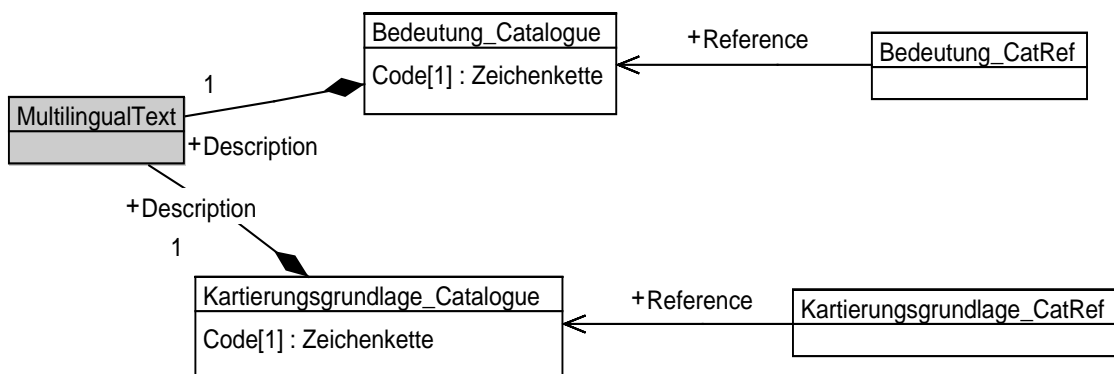 Bedeutung_Catalogue
Code[1] : Zeichenkette
+Reference
Bedeutung_CatRef
1
MultilingualText
+Description
+Description
1
Kartierungsgrundlage_Catalogue
Code[1] : Zeichenkette
+Reference
Kartierungsgrundlage_CatRef